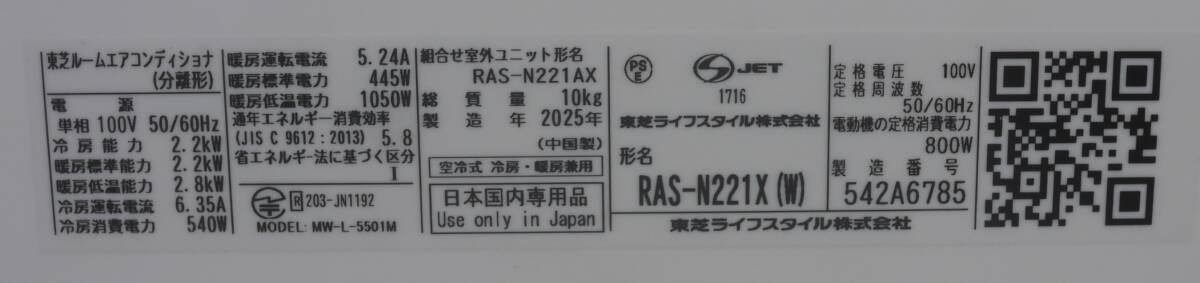 東芝ルームエアコンディショナ
(分離形)
電源
単相 100V 50/60Hz
冷房能力 2.2kW
暖房標準能力 2.2kW
暖房低温能力 2.8kW
冷房運転電流 6.35A
冷房消費電力 540W
暖房運転電流 5.24A
暖房標準電力 445W
暖房低温電力 1050W
通年エネルギー消費効率
(JIS C 9612:2013) 5.8
省エネルギー法に基づく区分
I
R 203-JN1192
MODEL: MW-L-5501M
組合せ室外ユニット形名
RAS-N221AX
総質量 10kg
製造年 2025年
(中国製)
空冷式 冷房・暖房兼用
日本国内専用品
Use only in Japan
PS
E
JET
1716
東芝ライフスタイル株式会社
形名
RAS-N221X(W)
東芝ライフスタイル株式会社
定格電圧 100V
定格周波数
50/60Hz
電動機の定格消費電力
800W
製造番号
542A6785